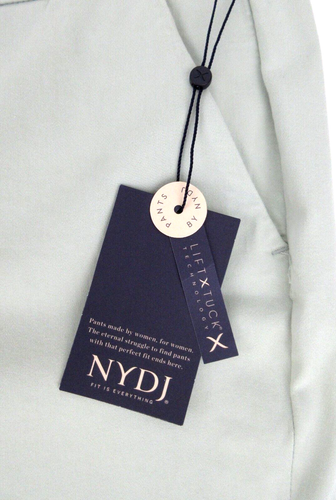 PANTS BY NYDJ
LIFT X TUCK®
TECHNOLOGY
X
Pants made by women, for women.
The eternal struggle to find pants
with that perfect fit ends here.
NYDJ®
FIT IS EVERYTHING